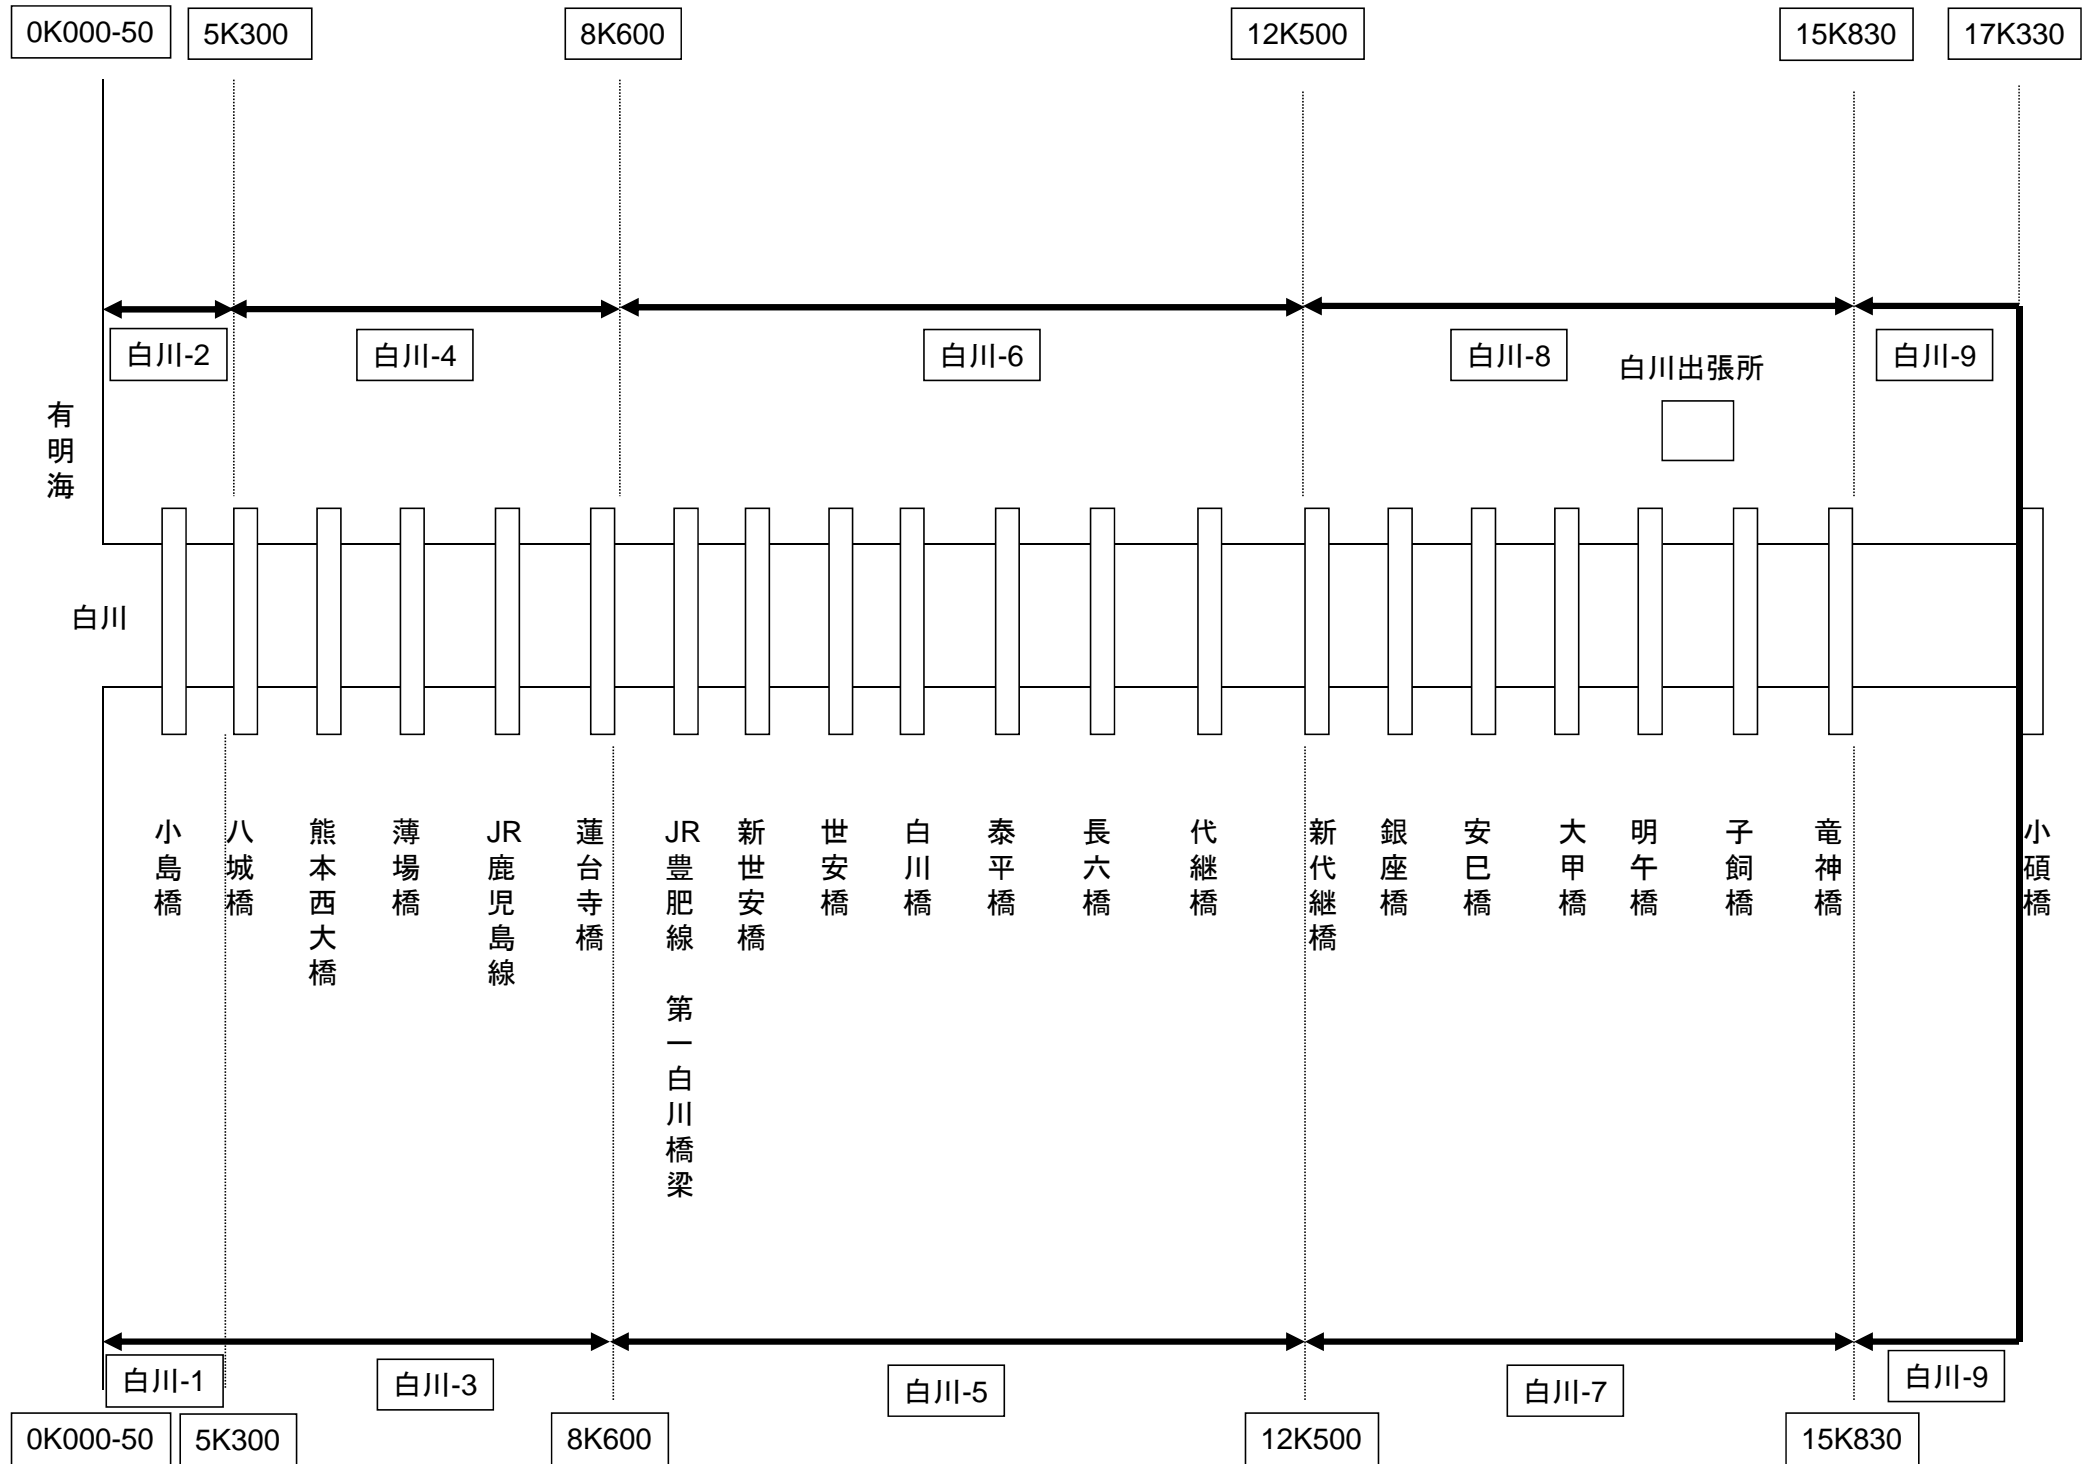 0K000-50
5K300
8K600
12K500
15K830
17K330
白川-2
白川-4
白川-6
白川-8
白川出張所
白川-9
有明海
白川
小島橋
八城橋
熊本西大橋
薄場橋
JR鹿児島線
蓮台寺橋
JR豊肥線 第一白川橋梁
新世安橋
世安橋
白川橋
泰平橋
長六橋
代継橋
新代継橋
銀座橋
安巳橋
大甲橋
明午橋
子飼橋
竜神橋
小碩橋
白川-1
白川-3
白川-5
白川-7
白川-9
0K000-50
5K300
8K600
12K500
15K830